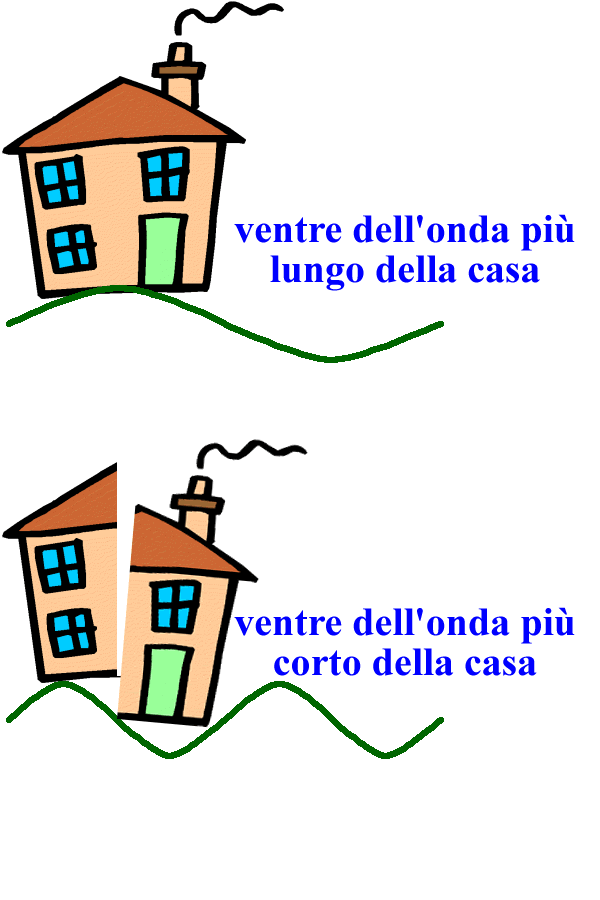 ventre dell'onda più
lungo della casa
ventre dell'onda più
corto della casa